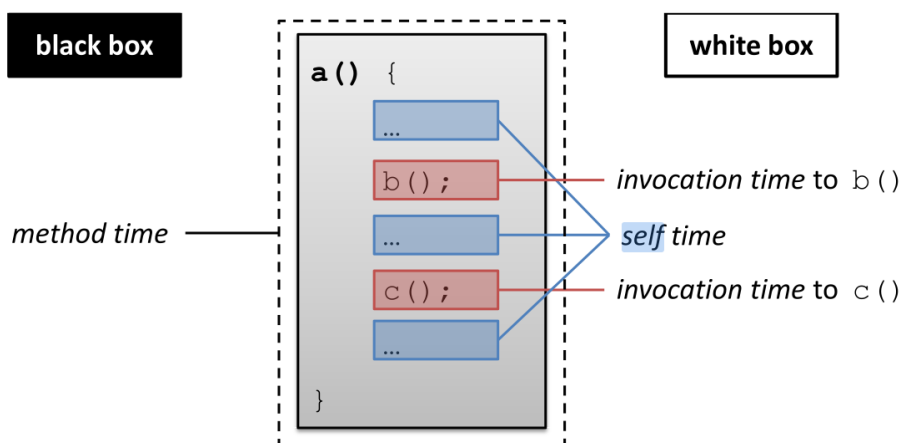 black box
white box
a() {
...
b();
invocation time to b()
method time
...
self time
c();
invocation time to c()
...
}